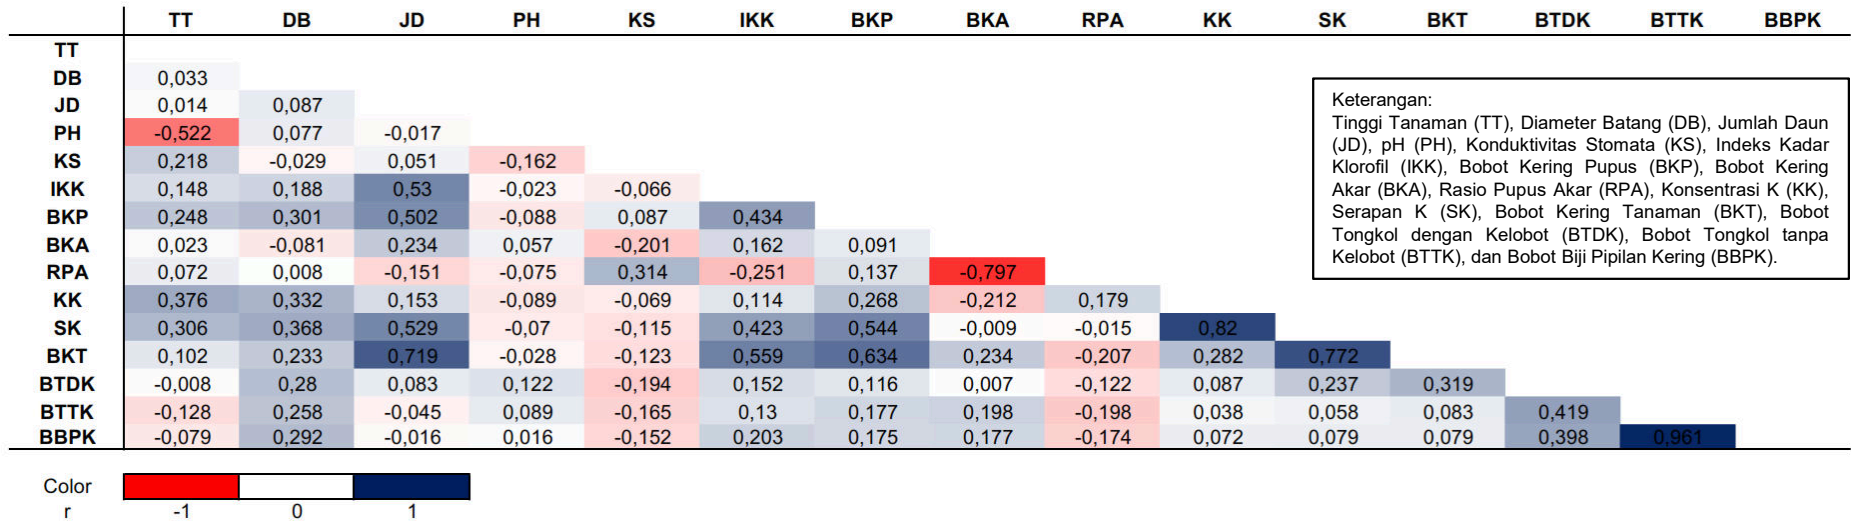 TT DB JD PH KS IKK BKP BKA RPA KK SK BKT BTDK BTTK BBPK
TT
DB 0,033
JD 0,014 0,087
PH -0,522 0,077 -0,017
KS 0,218 -0,029 0,051 -0,162
IKK 0,148 0,188 0,53 -0,023 -0,066
BKP 0,248 0,301 0,502 -0,088 0,087 0,434
BKA 0,023 -0,081 0,234 0,057 -0,201 0,162 0,091
RPA 0,072 0,008 -0,151 -0,075 0,314 -0,251 0,137 -0,797
KK 0,376 0,332 0,153 -0,089 -0,069 0,114 0,268 -0,212 0,179
SK 0,306 0,368 0,529 -0,07 -0,115 0,423 0,544 -0,009 -0,015 0,82
BKT 0,102 0,233 0,719 -0,028 -0,123 0,559 0,634 0,234 -0,207 0,282 0,772
BTDK -0,008 0,28 0,083 0,122 -0,194 0,152 0,116 0,007 -0,122 0,087 0,237 0,319
BTTK -0,128 0,258 -0,045 0,089 -0,165 0,13 0,177 0,198 -0,198 0,038 0,058 0,083 0,419
BBPK -0,079 0,292 -0,016 0,016 -0,152 0,203 0,175 0,177 -0,174 0,072 0,079 0,079 0,398 0,961
Keterangan:
Tinggi Tanaman (TT), Diameter Batang (DB), Jumlah Daun
(JD), pH (PH), Konduktivitas Stomata (KS), Indeks Kadar
Klorofil (IKK), Bobot Kering Pupus (BKP), Bobot Kering
Akar (BKA), Rasio Pupus Akar (RPA), Konsentrasi K (KK),
Serapan K (SK), Bobot Kering Tanaman (BKT), Bobot
Tongkol dengan Kelobot (BTDK), Bobot Tongkol tanpa
Kelobot (BTTK), dan Bobot Biji Pipilan Kering (BBPK).
Color
r -1 0 1